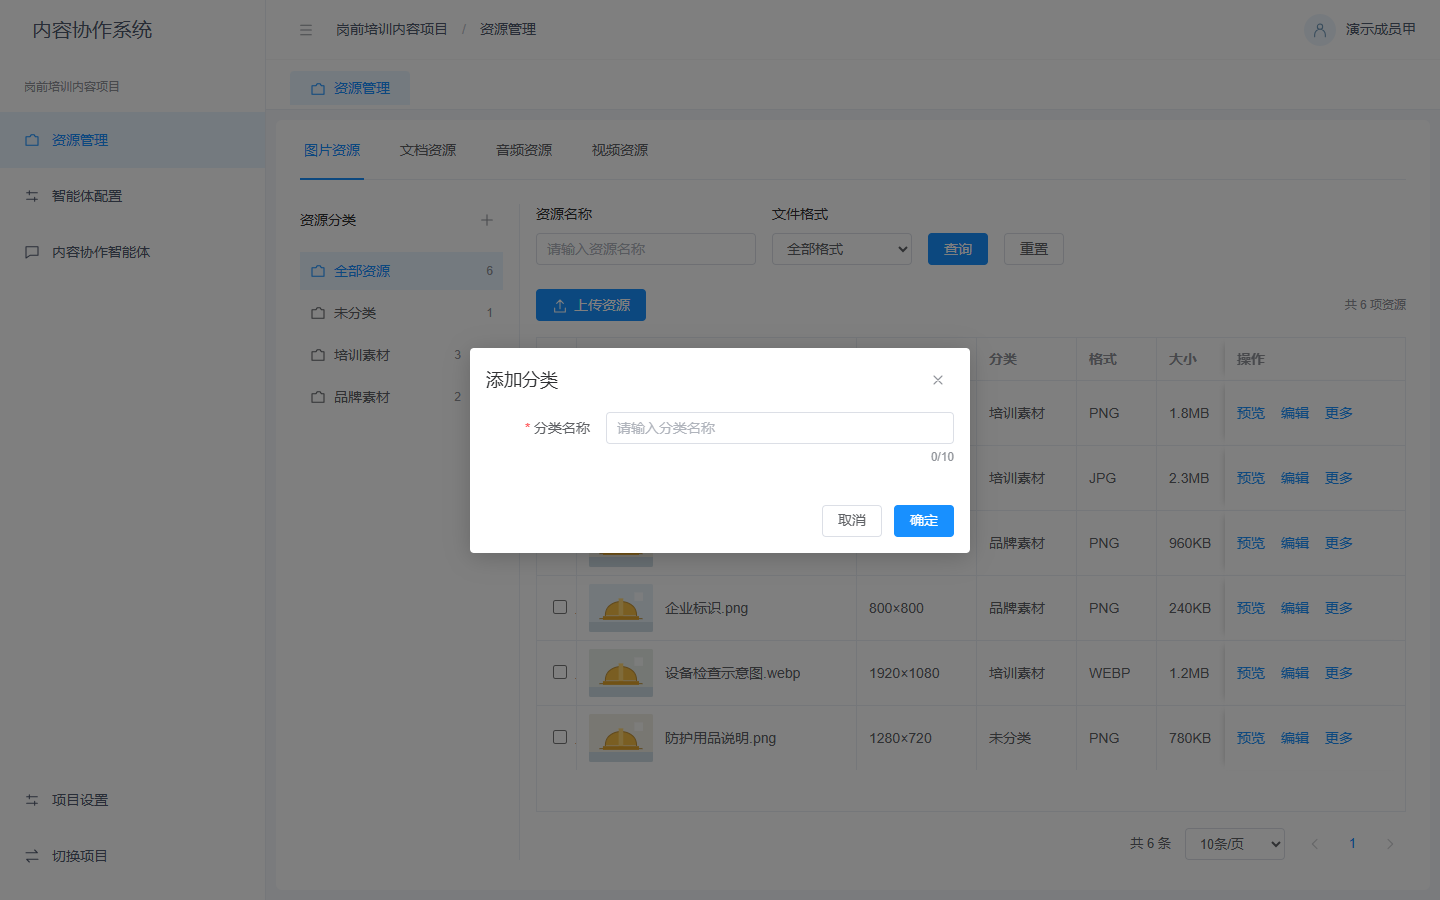 内容协作系统
岗前培训内容项目 / 资源管理
演示成员甲
岗前培训内容项目
资源管理
智能体配置
内容协作智能体
项目设置
切换项目
资源管理
图片资源 文档资源 音频资源 视频资源
资源分类
全部资源 6
未分类 1
培训素材 3
品牌素材 2
资源名称 文件格式
请输入资源名称 全部格式 查询 重置
上传资源 共 6 项资源
分类 格式 大小 操作
培训素材 PNG 1.8MB 预览 编辑 更多
培训素材 JPG 2.3MB 预览 编辑 更多
品牌素材 PNG 960KB 预览 编辑 更多
企业标识.png 800×800 品牌素材 PNG 240KB 预览 编辑 更多
设备检查示意图.webp 1920×1080 培训素材 WEBP 1.2MB 预览 编辑 更多
防护用品说明.png 1280×720 未分类 PNG 780KB 预览 编辑 更多
共 6 条 10条/页 1
添加分类
* 分类名称 请输入分类名称
0/10
取消 确定